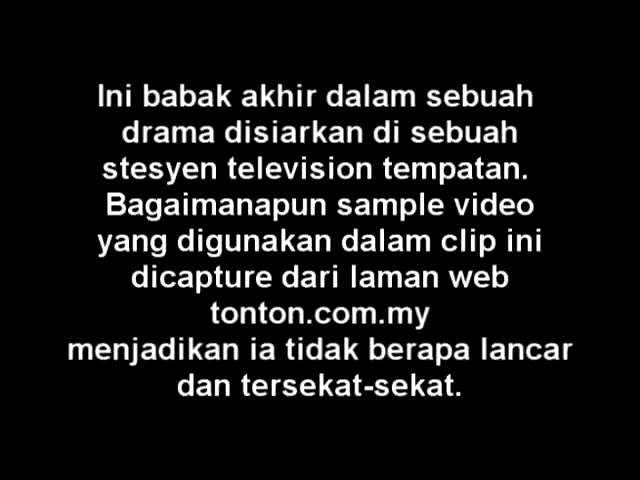 Ini babak akhir dalam sebuah
drama disiarkan di sebuah
stesyen television tempatan.
Bagaimanapun sample video
yang digunakan dalam clip ini
dicapture dari laman web
tonton.com.my
menjadikan ia tidak berapa lancar
dan tersekat-sekat.